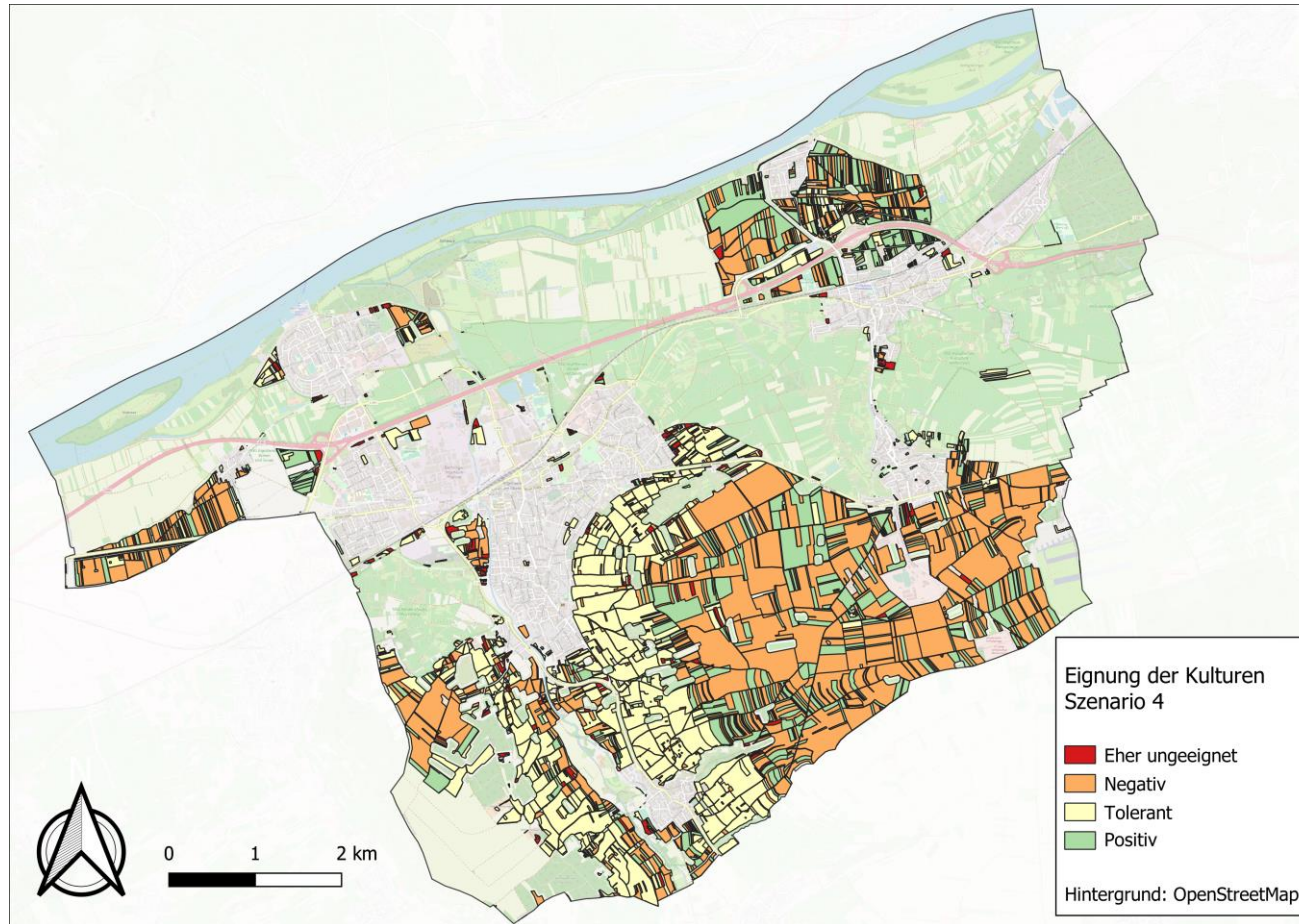 Eignung der Kulturen
Szenario 4
Eher ungeeignet
Negativ
Tolerant
Positiv
Hintergrund: OpenStreetMap
0 1 2 km